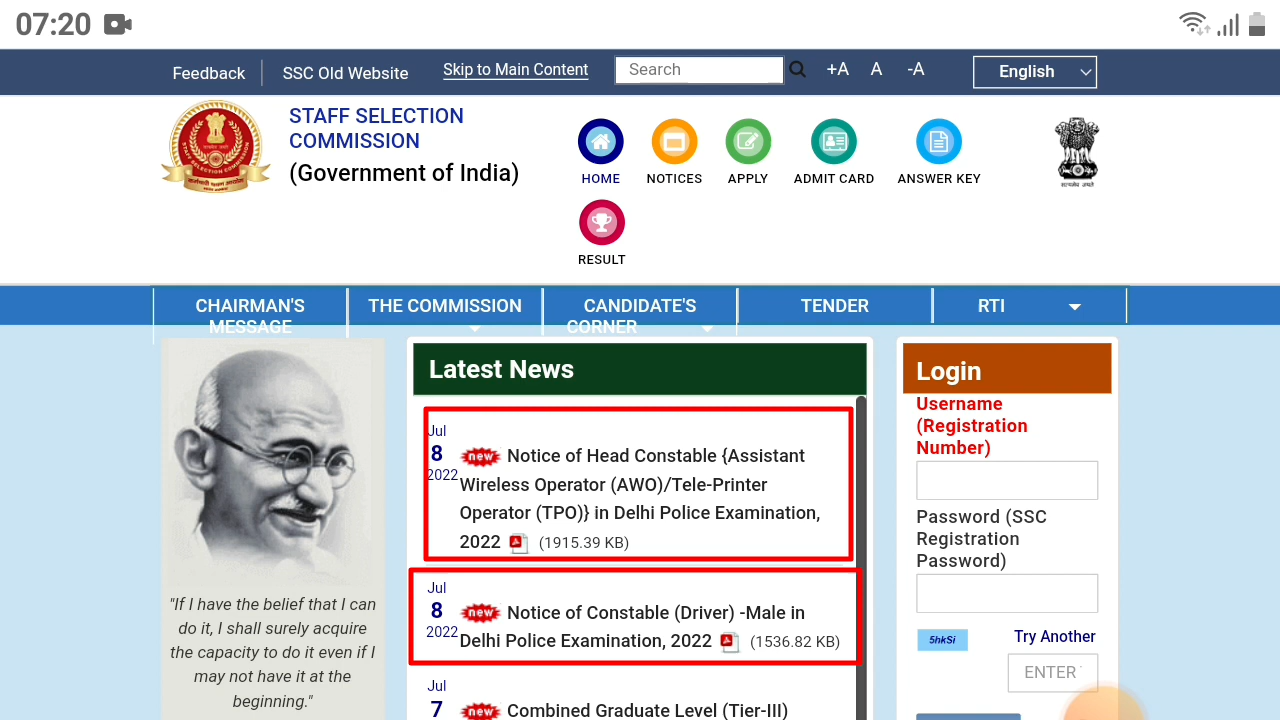 07:20
Feedback
SSC Old Website
Skip to Main Content
Search
+A A -A
English
STAFF SELECTION
COMMISSION
(Government of India)
HOME
NOTICES
APPLY
ADMIT CARD
ANSWER KEY
RESULT
सत्यमेव जयते
CHAIRMAN'S
MESSAGE
THE COMMISSION
CANDIDATE'S
CORNER
TENDER
RTI
"If I have the belief that I can
do it, I shall surely acquire
the capacity to do it even if I
may not have it at the
beginning."
Latest News
Jul
8
2022
new Notice of Head Constable {Assistant
Wireless Operator (AWO)/Tele-Printer
Operator (TPO)} in Delhi Police Examination,
2022 (1915.39 KB)
Jul
8
2022
new Notice of Constable (Driver) -Male in
Delhi Police Examination, 2022 (1536.82 KB)
Jul
7
new Combined Graduate Level (Tier-III)
Login
Username
(Registration
Number)
Password (SSC
Registration
Password)
5hkSi
Try Another
ENTER